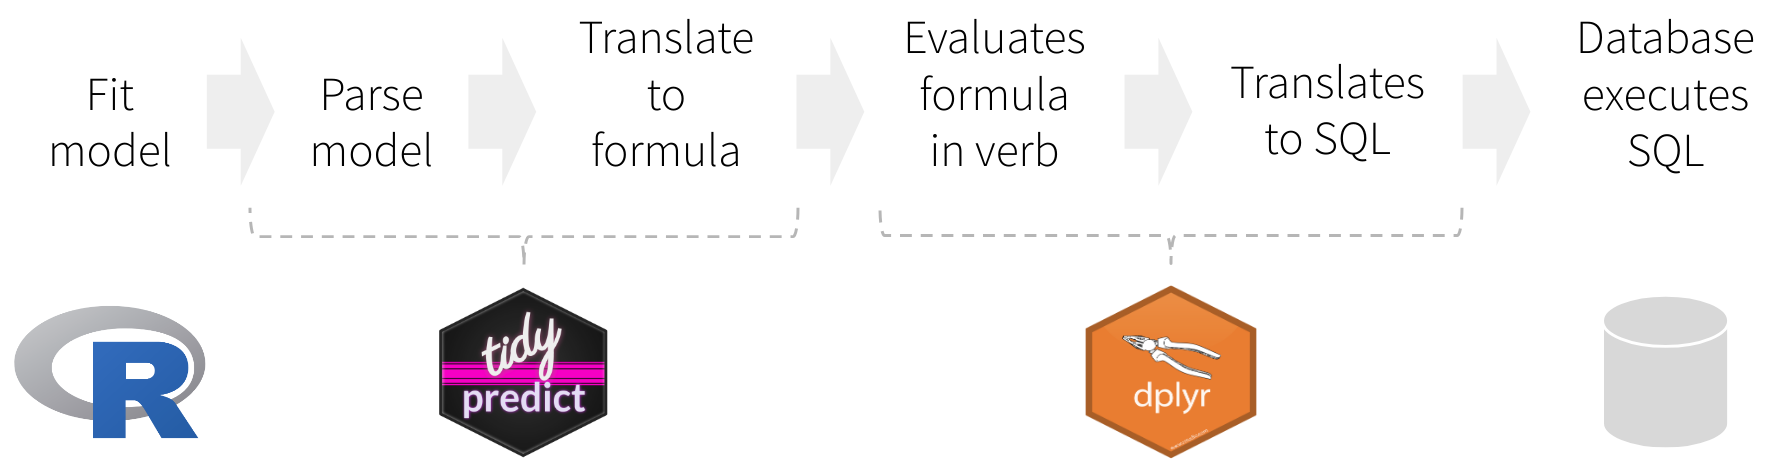 Fit
model
Parse
model
Translate
to
formula
Evaluates
formula
in verb
Translates
to SQL
Database
executes
SQL
R
tidy
predict
dplyr